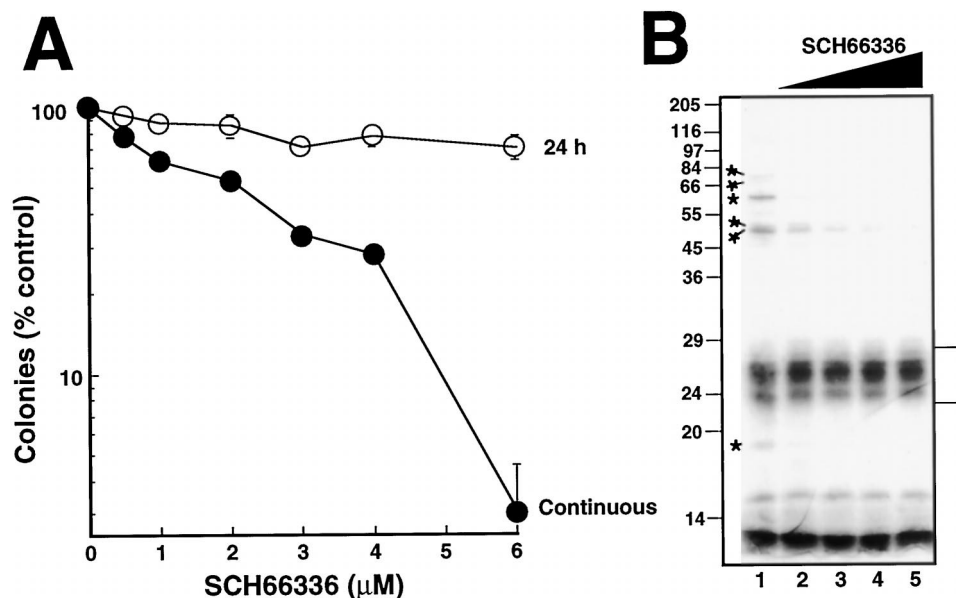 A
100
10
Colonies (% control)
24 h
Continuous
0 1 2 3 4 5 6
SCH66336 (µM)
B
SCH66336
205
116
97
84
66
55
45
36
29
24
20
14
*
*
*
*
*
*
1 2 3 4 5